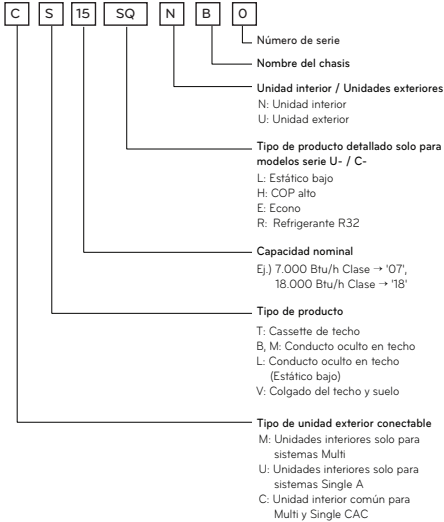 C S 15 SQ N B 0
Número de serie
Nombre del chasis
Unidad interior / Unidades exteriores
N: Unidad interior
U: Unidad exterior
Tipo de producto detallado solo para
modelos serie U- / C-
L: Estático bajo
H: COP alto
E: Econo
R: Refrigerante R32
Capacidad nominal
Ej.) 7.000 Btu/h Clase → '07',
18.000 Btu/h Clase → '18'
Tipo de producto
T: Cassette de techo
B, M: Conducto oculto en techo
L: Conducto oculto en techo
(Estático bajo)
V: Colgado del techo y suelo
Tipo de unidad exterior conectable
M: Unidades interiores solo para
sistemas Multi
U: Unidades interiores solo para
sistemas Single A
C: Unidad interior común para
Multi y Single CAC